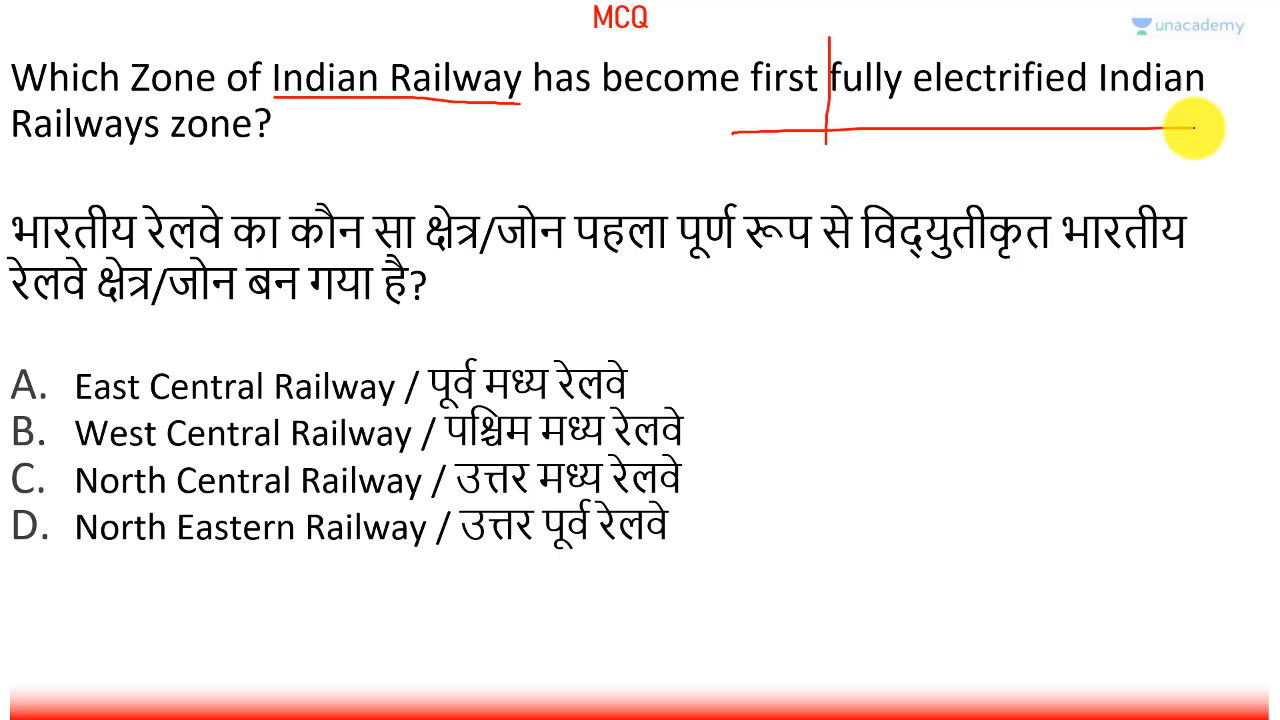 MCQ
unacademy
Which Zone of Indian Railway has become first fully electrified Indian
Railways zone?
भारतीय रेलवे का कौन सा क्षेत्र/जोन पहला पूर्ण रूप से विद्युतीकृत भारतीय
रेलवे क्षेत्र/जोन बन गया है?
A. East Central Railway / पूर्व मध्य रेलवे
B. West Central Railway / पश्चिम मध्य रेलवे
C. North Central Railway / उत्तर मध्य रेलवे
D. North Eastern Railway / उत्तर पूर्व रेलवे